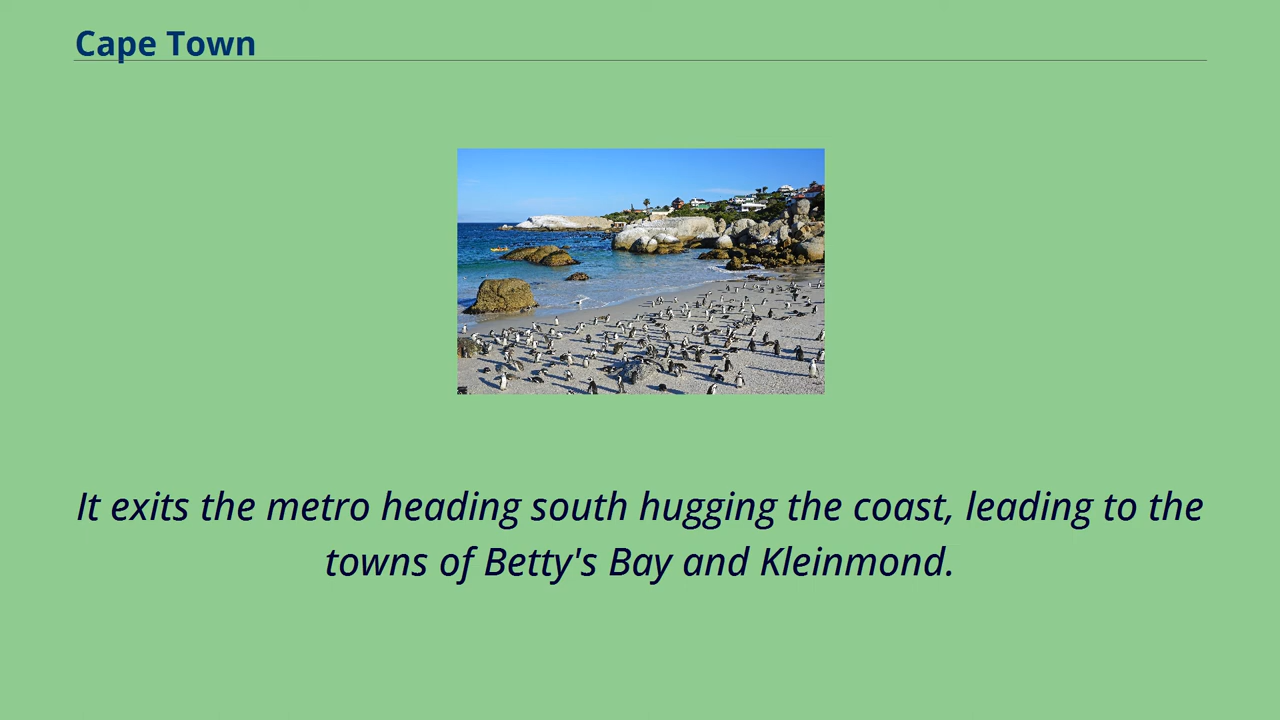 Cape Town
It exits the metro heading south hugging the coast, leading to the
towns of Betty's Bay and Kleinmond.